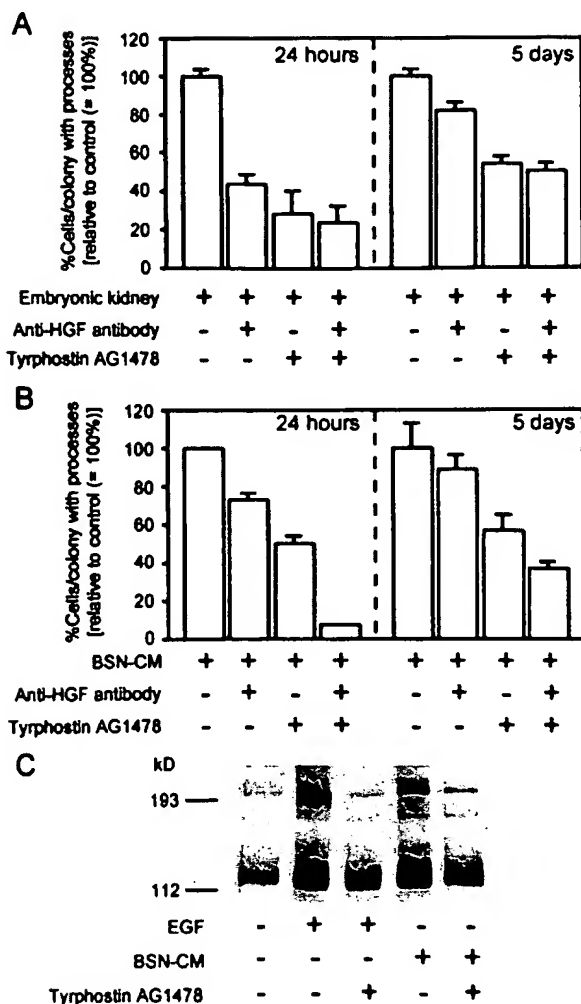 A
%Cells/colony with processes
[relative to control (= 100%)]
120
100
80
60
40
20
0
24 hours
5 days
Embryonic kidney + + + + + + + +
Anti-HGF antibody - + - + - + - +
Tyrphostin AG1478 - - + + - - + +
B
%Cells/colony with processes
[relative to control (= 100%)]
120
100
80
60
40
20
0
24 hours
5 days
BSN-CM + + + + + + + +
Anti-HGF antibody - + - + - + - +
Tyrphostin AG1478 - - + + - - + +
C
kD
193
112
EGF - + + - -
BSN-CM - - - + +
Tyrphostin AG1478 - - + - +